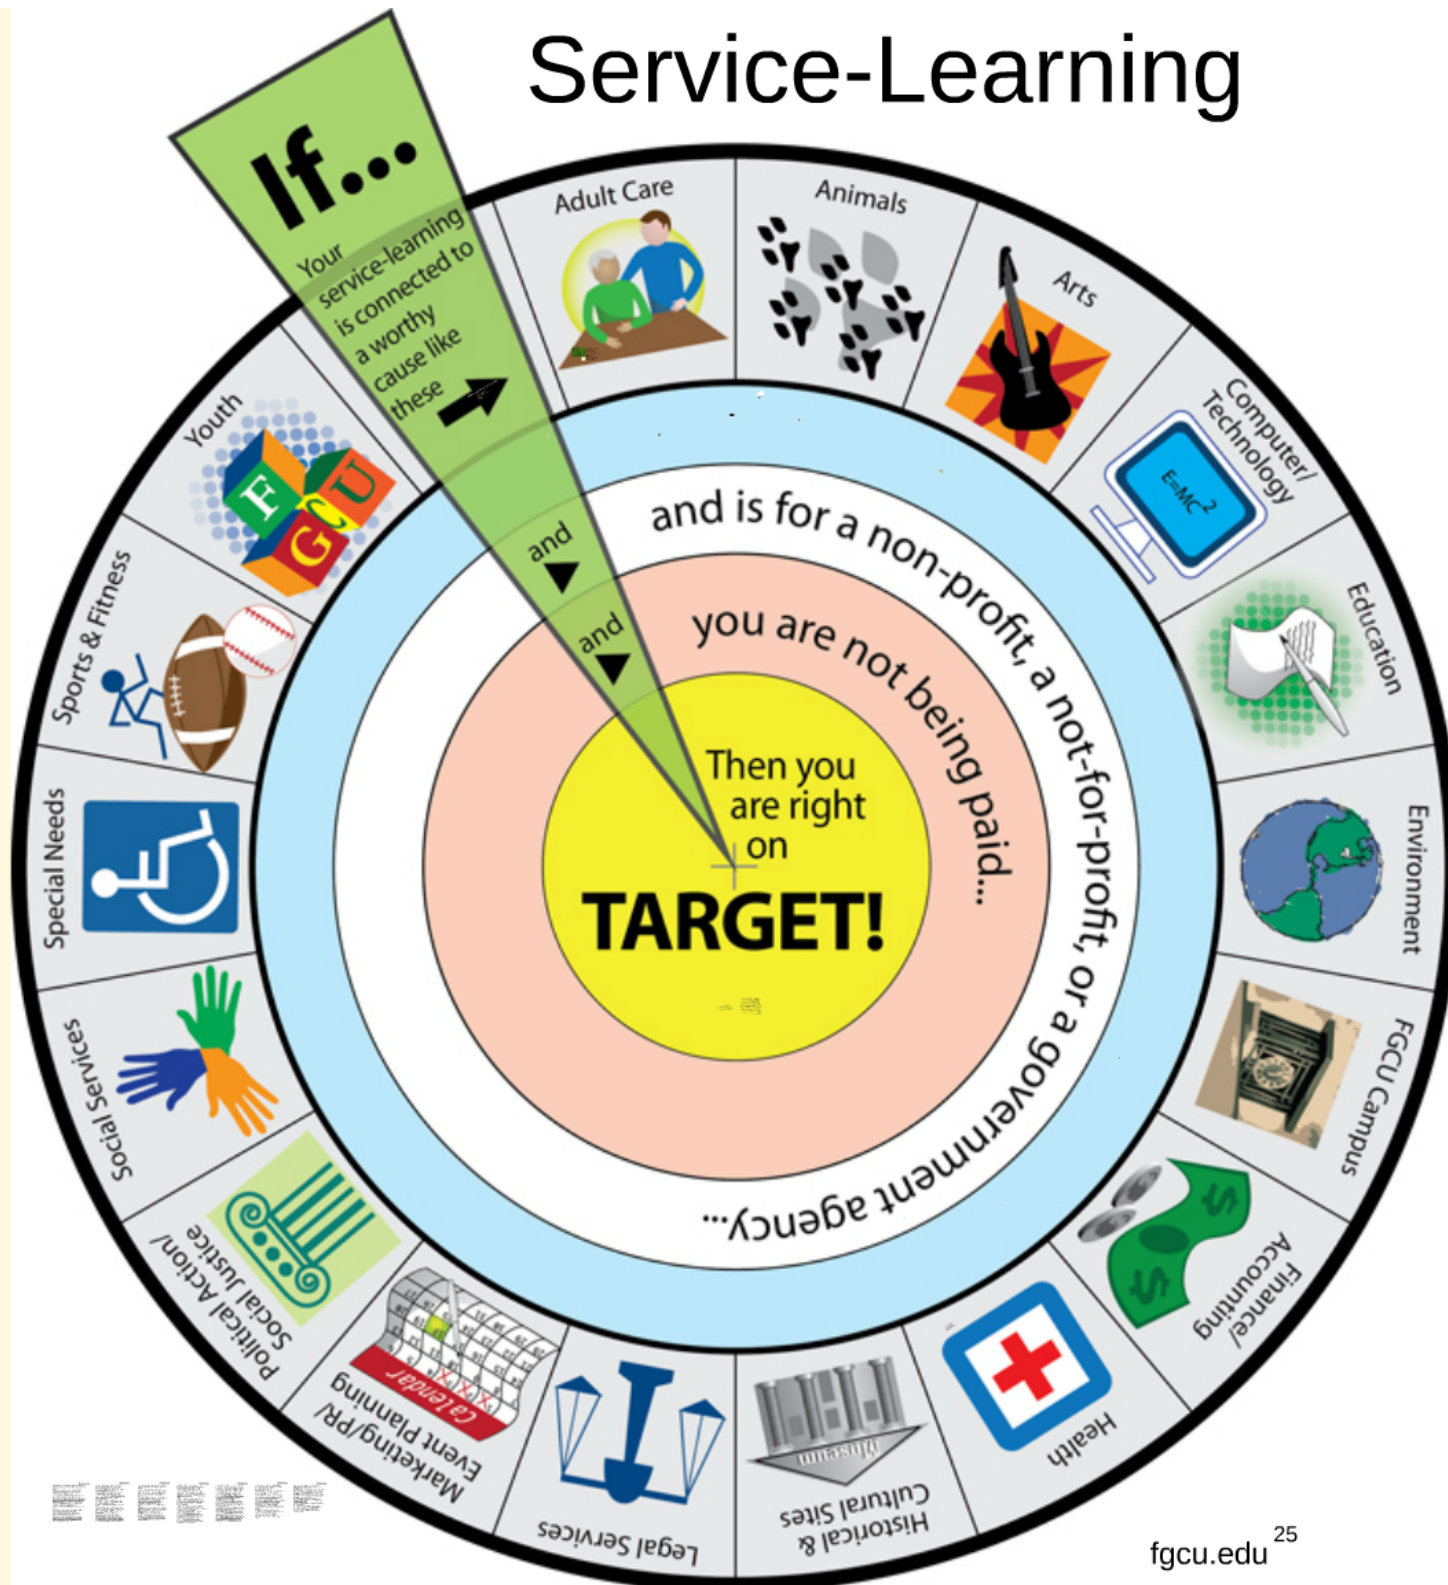 Service-Learning
If...
Your
service-learning
is connected to
a worthy
cause like
these
and
and
Adult Care
Animals
Arts
Computer/
Technology
E=MC2
Education
Environment
FGCU Campus
Finance/
Accounting
$
$
Health
Historical &
Cultural Sites
Museum
Legal Services
Marketing/PR/
Event Planning
Calendar
Political Action/
Social Justice
Social Services
Special Needs
Sports & Fitness
Youth
F
G
C
U
and is for a non-profit, a not-for-profit, or a government agency...
you are not being paid...
Then you
are right
on
TARGET!
fgcu.edu 25